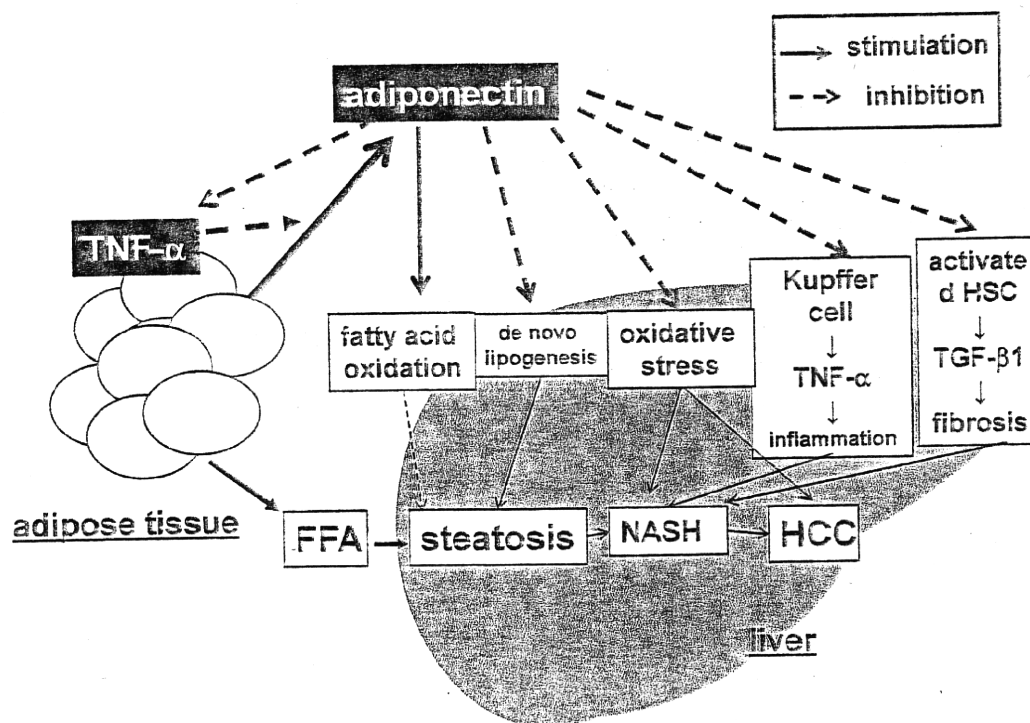 stimulation
inhibition
adiponectin
TNF-α
fatty acid
oxidation
de novo
lipogenesis
oxidative
stress
Kupffer
cell
↓
TNF-α
↓
inflammation
activate
d HSC
↓
TGF-β1
↓
fibrosis
adipose tissue
FFA
steatosis
NASH
HCC
liver